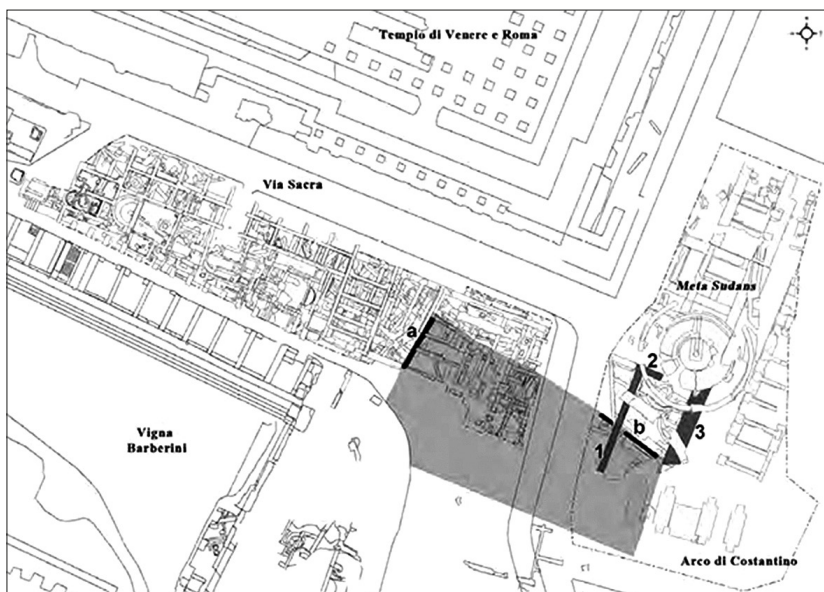 Tempio di Venere e Roma
Via Sacra
Meta Sudans
a
2
b
3
1
Vigna
Barberini
Arco di Costantino